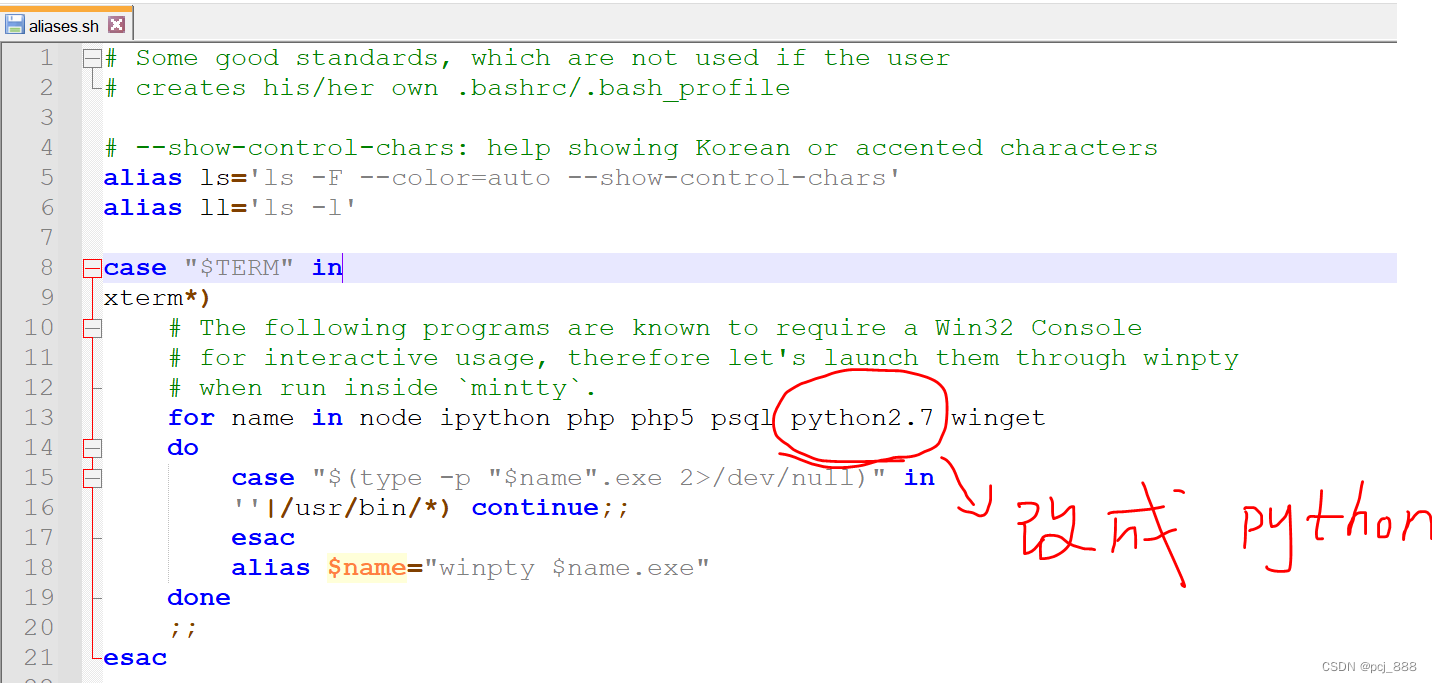 aliases.sh
1 # Some good standards, which are not used if the user
2 # creates his/her own .bashrc/.bash_profile
3
4 # --show-control-chars: help showing Korean or accented characters
5 alias ls='ls -F --color=auto --show-control-chars'
6 alias ll='ls -l'
7
8 case "$TERM" in
9 xterm*)
10 # The following programs are known to require a Win32 Console
11 # for interactive usage, therefore let's launch them through winpty
12 # when run inside `mintty`.
13 for name in node ipython php php5 psql python2.7 winget
14 do
15 case "$(type -p "$name".exe 2>/dev/null)" in
16 ''|/usr/bin/*) continue;;
17 esac
18 alias $name="winpty $name.exe"
19 done
20 ;;
21 esac
改成 python
CSDN @pcj_888